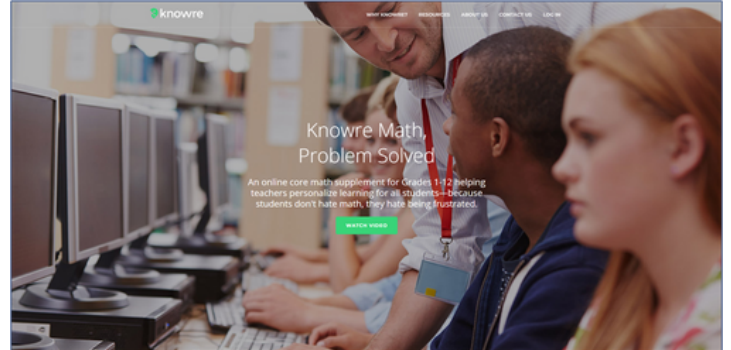 knowre
WHY KNOWRE? RESOURCES ABOUT US CONTACT US LOG IN
Knowre Math,
Problem Solved
An online core math supplement for Grades 1-12 helping
teachers personalize learning for all students—because
students don't hate math, they hate being frustrated.
WATCH VIDEO